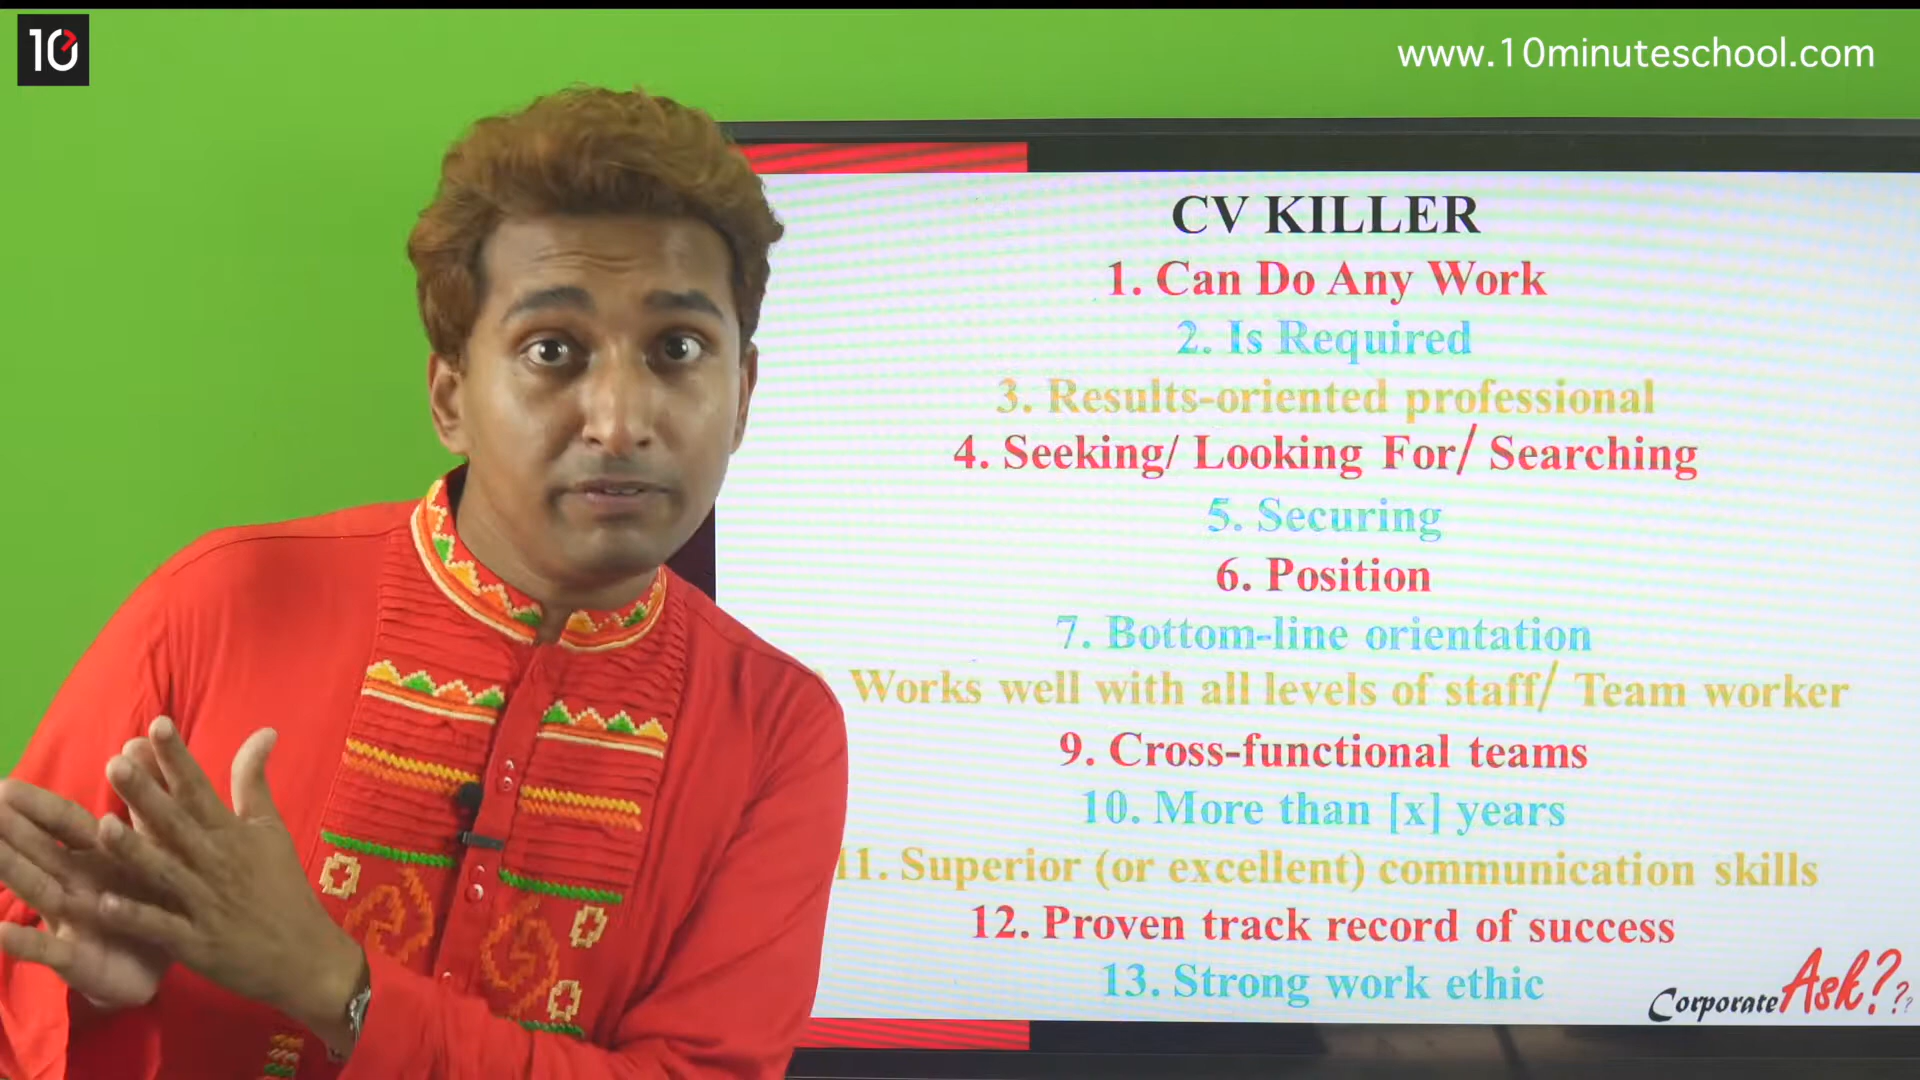 10
www.10minuteschool.com
CV KILLER
1. Can Do Any Work
2. Is Required
3. Results-oriented professional
4. Seeking/ Looking For/ Searching
5. Securing
6. Position
7. Bottom-line orientation
Works well with all levels of staff/ Team worker
9. Cross-functional teams
10. More than [x] years
11. Superior (or excellent) communication skills
12. Proven track record of success
13. Strong work ethic
Corporate Ask???